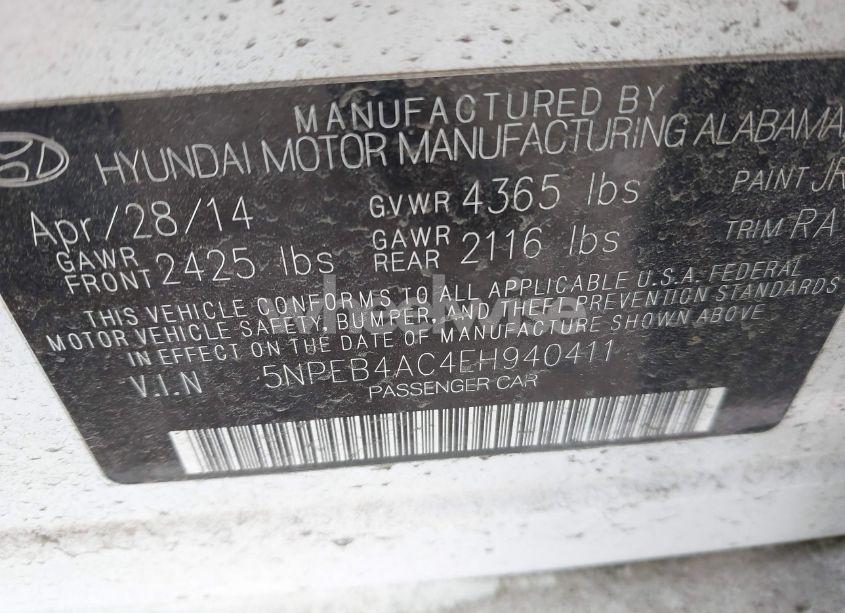 MANUFACTURED BY
HYUNDAI MOTOR MANUFACTURING ALABAMA,
Apr/28/14 GVWR 4365 lbs PAINT JR
GAWR FRONT 2425 lbs GAWR REAR 2116 lbs TRIM RA
THIS VEHICLE CONFORMS TO ALL APPLICABLE U.S.A. FEDERAL
MOTOR VEHICLE SAFETY, BUMPER, AND THEFT PREVENTION STANDARDS
IN EFFECT ON THE DATE OF MANUFACTURE SHOWN ABOVE.
V.I.N 5NPEB4AC4EH940411
PASSENGER CAR
wheelwise